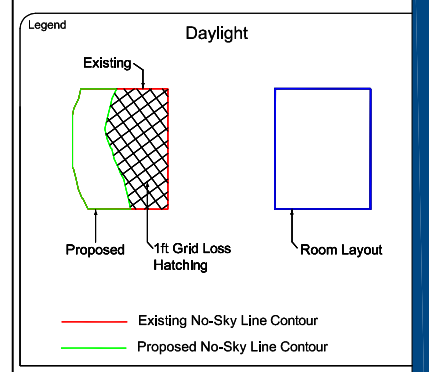 Legend
Daylight
Existing
Proposed
1ft Grid Loss
Hatching
Room Layout
Existing No-Sky Line Contour
Proposed No-Sky Line Contour